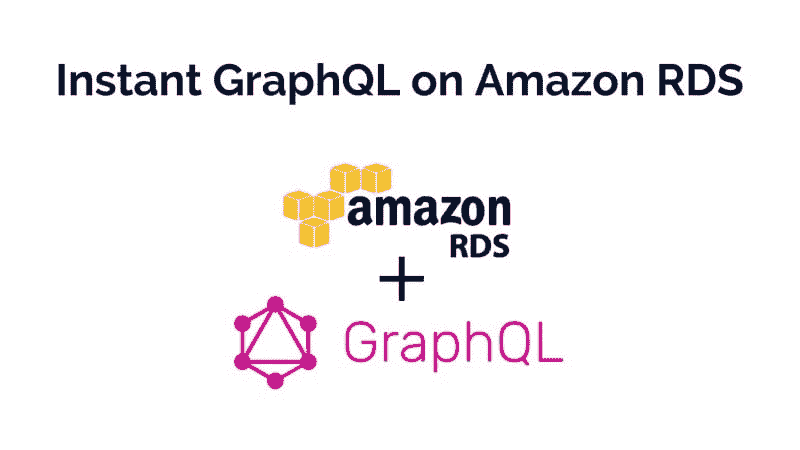 Instant GraphQL on Amazon RDS
amazon
RDS
+
GraphQL